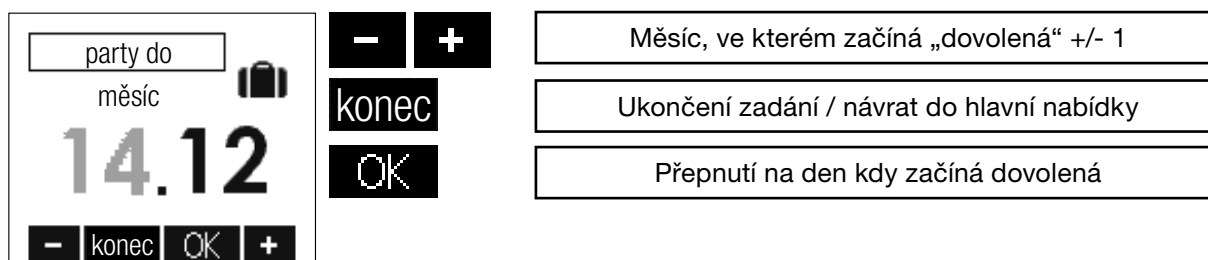 party do
měsíc
14.12
- konec OK +
- + Měsíc, ve kterém začíná „dovolená“ +/- 1
konec Ukončení zadání / návrat do hlavní nabídky
OK Přepnutí na den kdy začíná dovolená